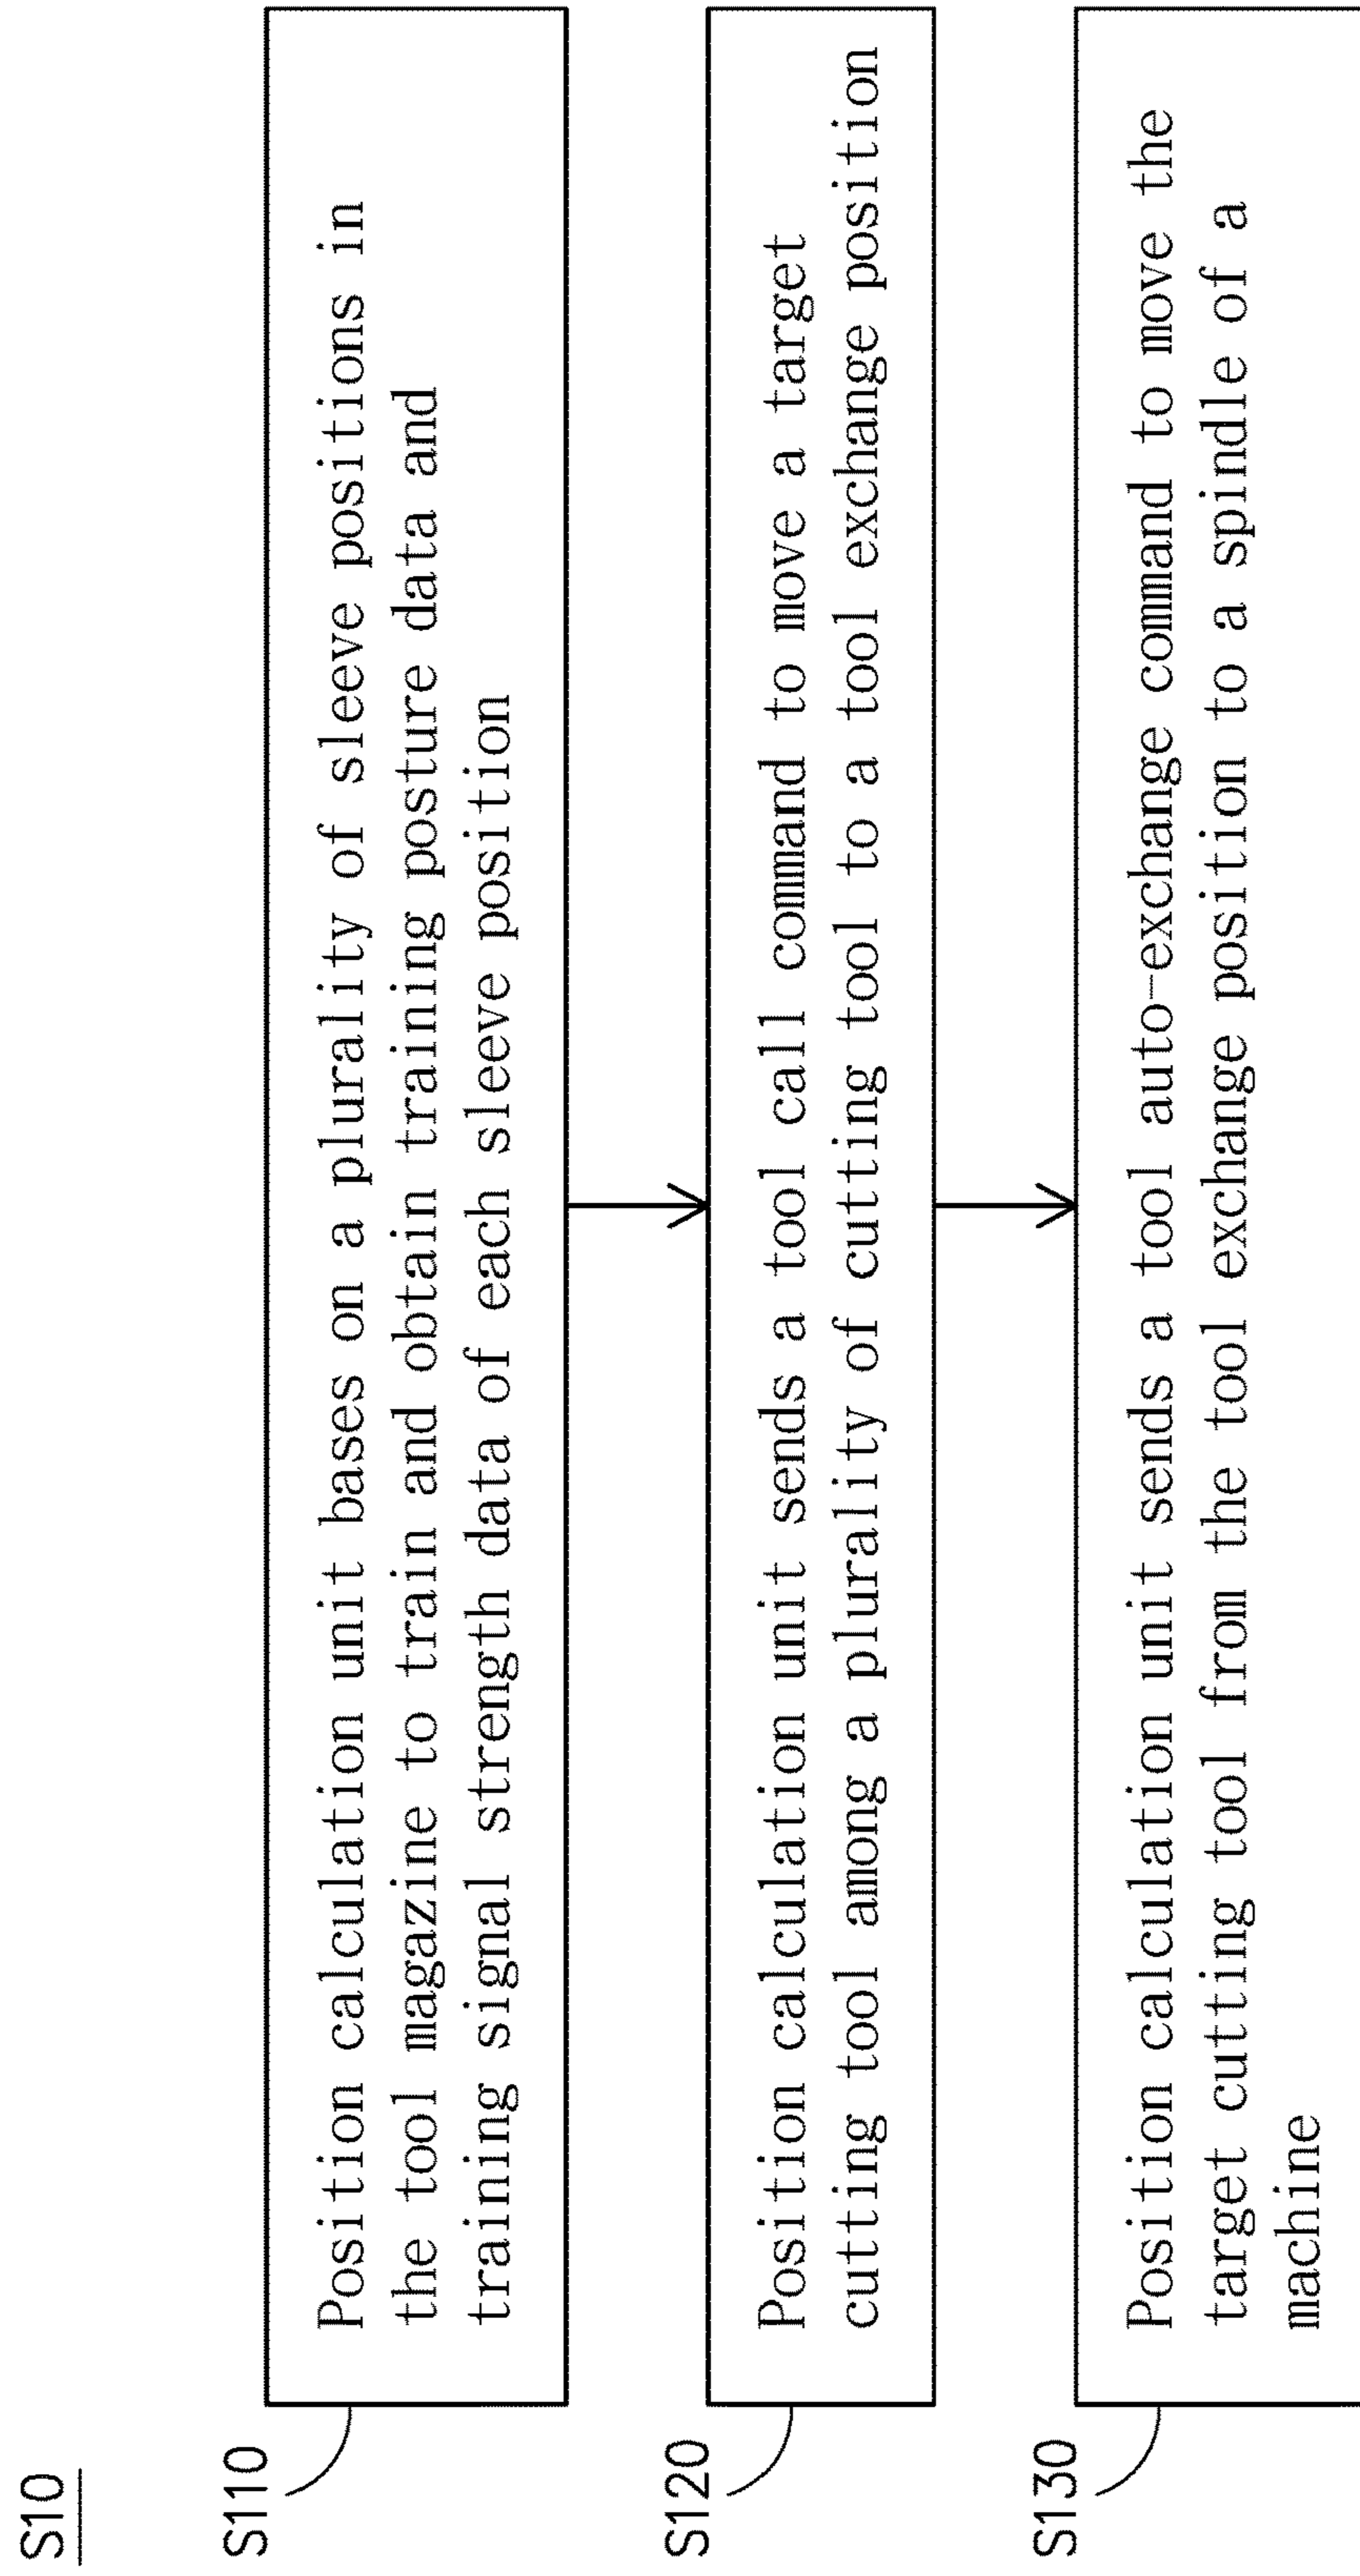 S10
S110
Position calculation unit bases on a plurality of sleeve positions in
the tool magazine to train and obtain training posture data and
training signal strength data of each sleeve position
S120
Position calculation unit sends a tool call command to move a target
cutting tool among a plurality of cutting tool to a tool exchange position
S130
Position calculation unit sends a tool auto-exchange command to move the
target cutting tool from the tool exchange position to a spindle of a
machine